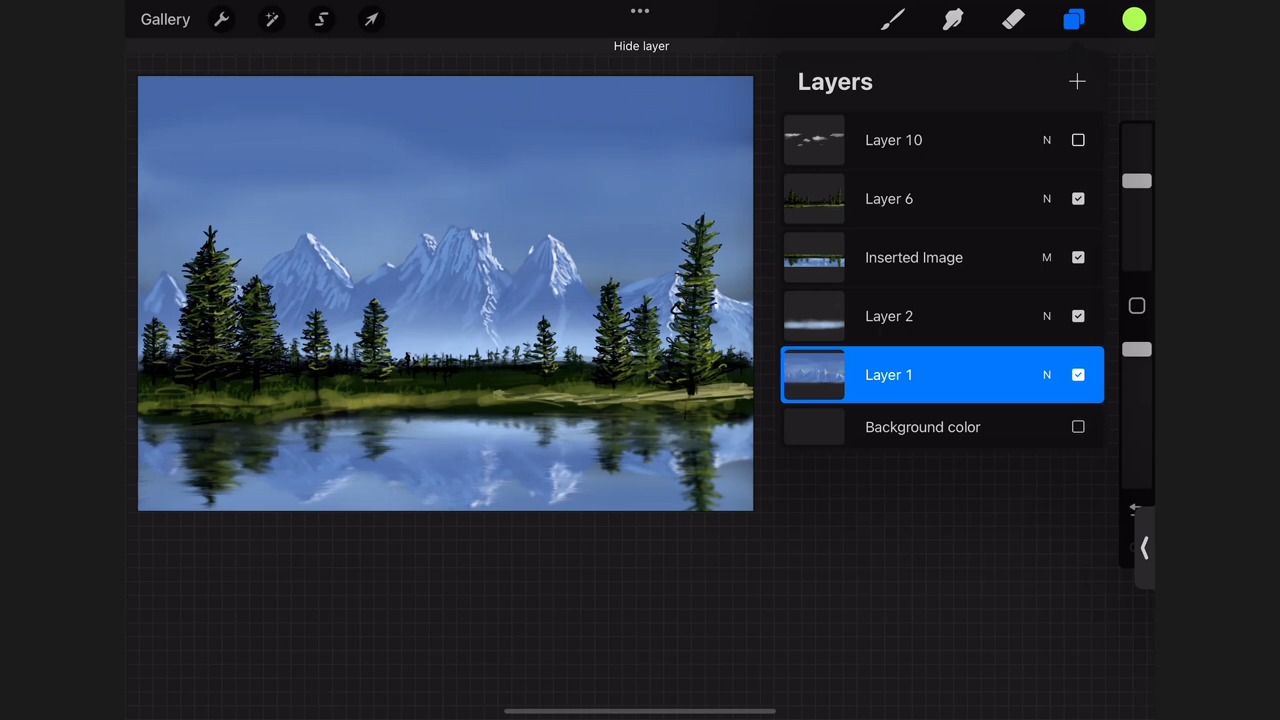 Gallery
Hide layer
Layers
Layer 10 N
Layer 6 N
Inserted Image M
Layer 2 N
Layer 1 N
Background color